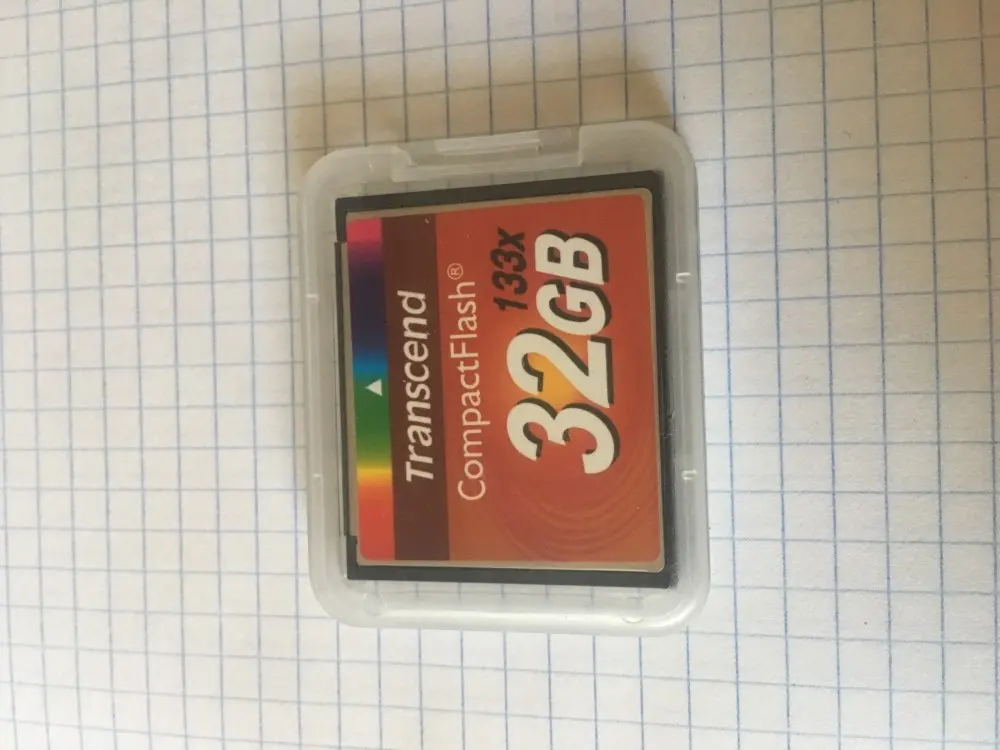 Transcend
CompactFlash®
133x
32GB